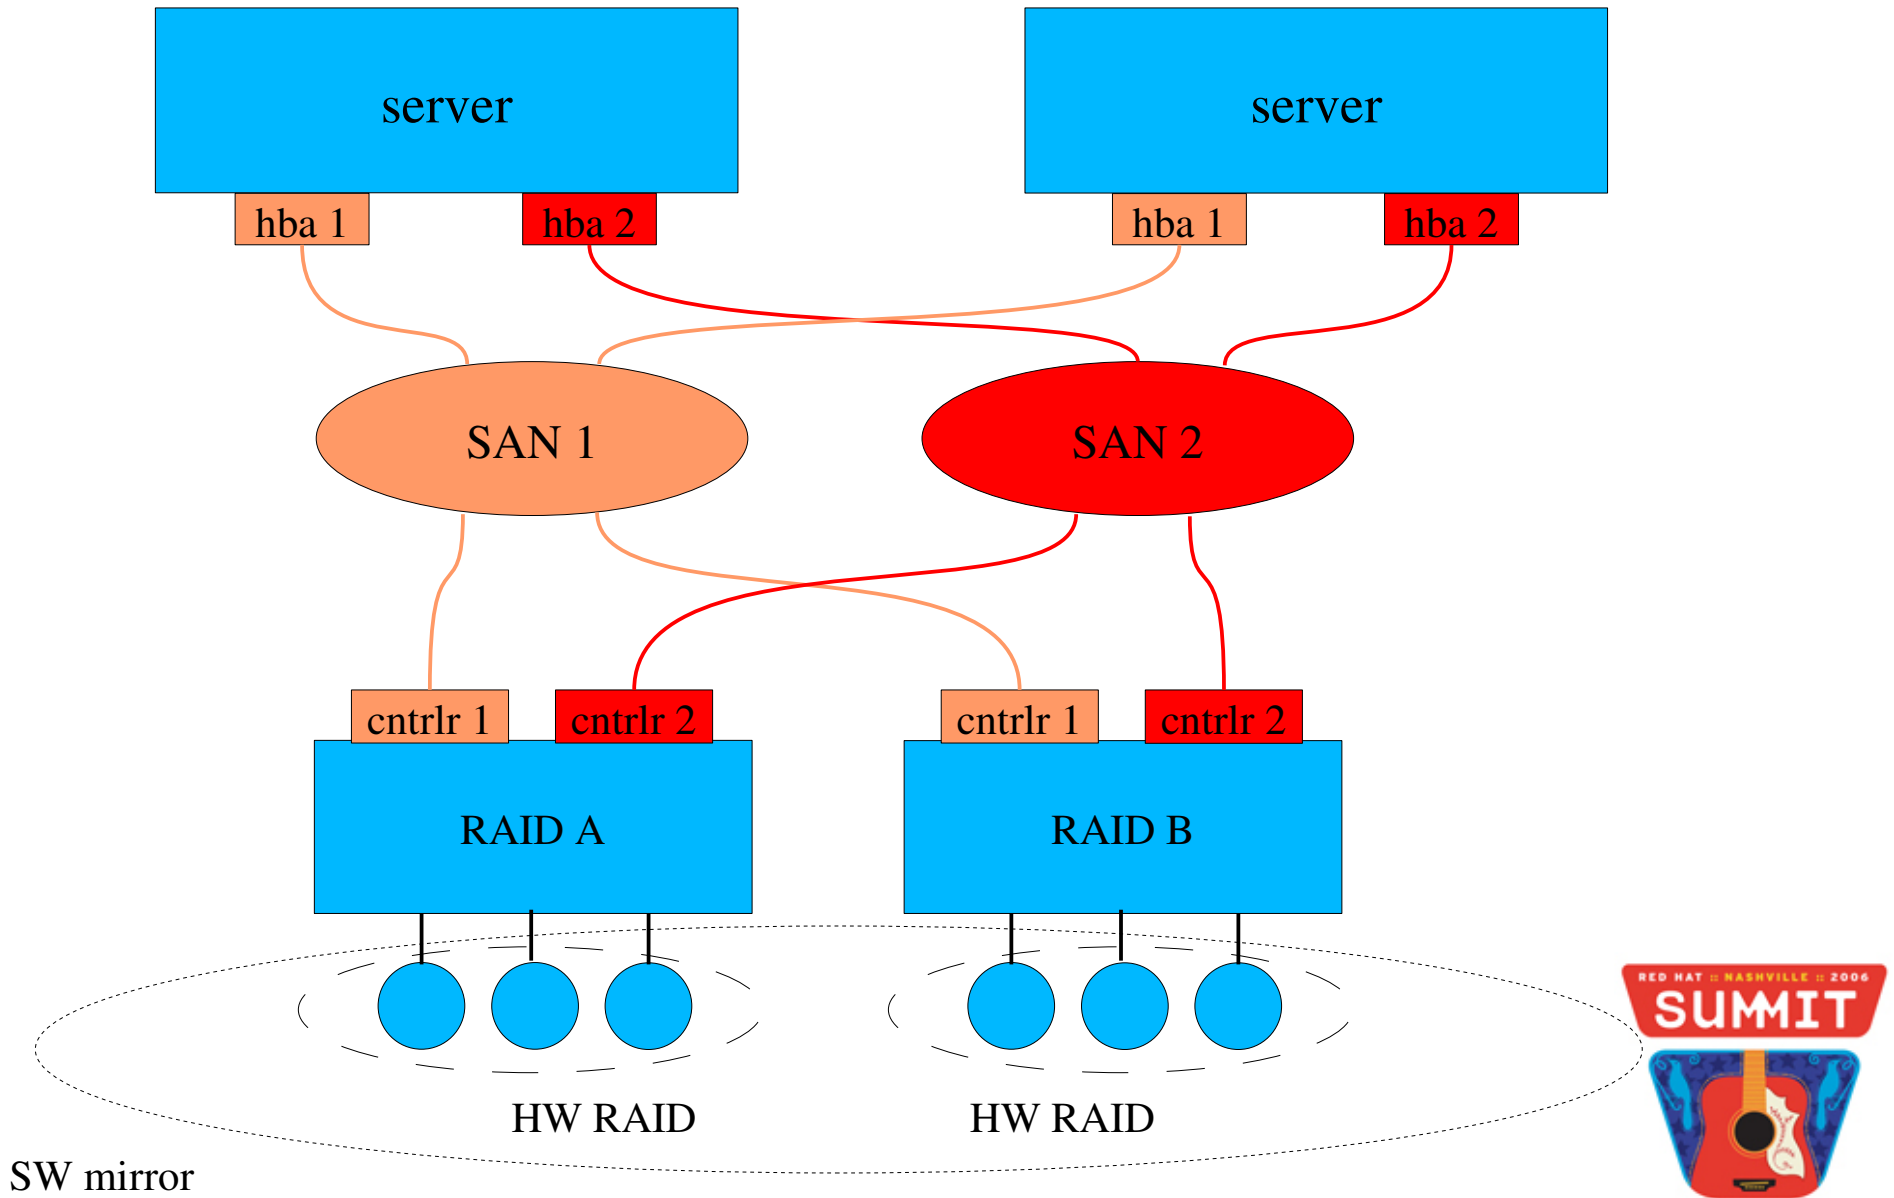 server
server
hba 1
hba 2
hba 1
hba 2
SAN 1
SAN 2
cntrlr 1
cntrlr 2
cntrlr 1
cntrlr 2
RAID A
RAID B
RED HAT :: NASHVILLE :: 2006
SUMMIT
HW RAID
HW RAID
SW mirror